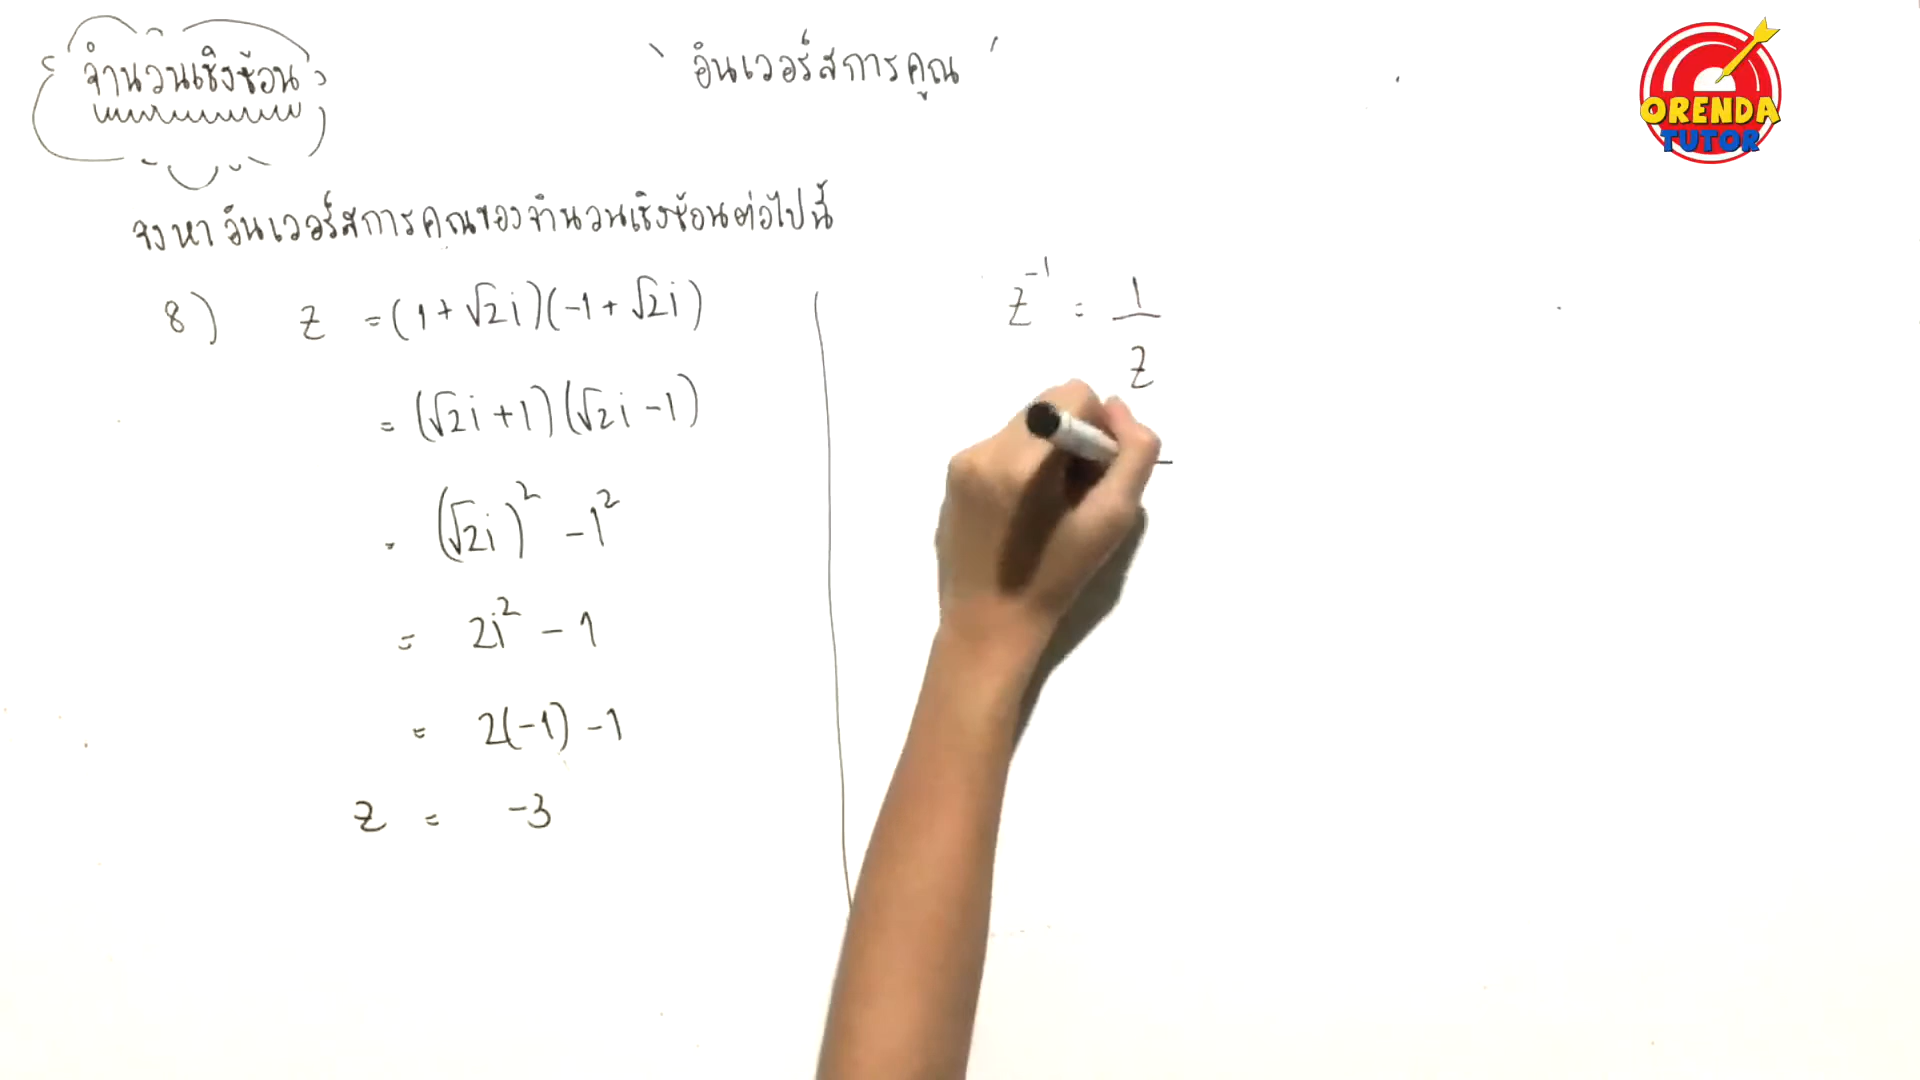 จำนวนเชิงซ้อน
` อินเวอร์สการคูณ '
ORENDA
TUTOR
จงหาอินเวอร์สการคูณของจำนวนเชิงซ้อนต่อไปนี้
8) z = (1+√2i)(-1+√2i)
= (√2i+1)(√2i-1)
= (√2i)² - 1²
= 2i² - 1
= 2(-1) - 1
z = -3
z⁻¹ = 1/z